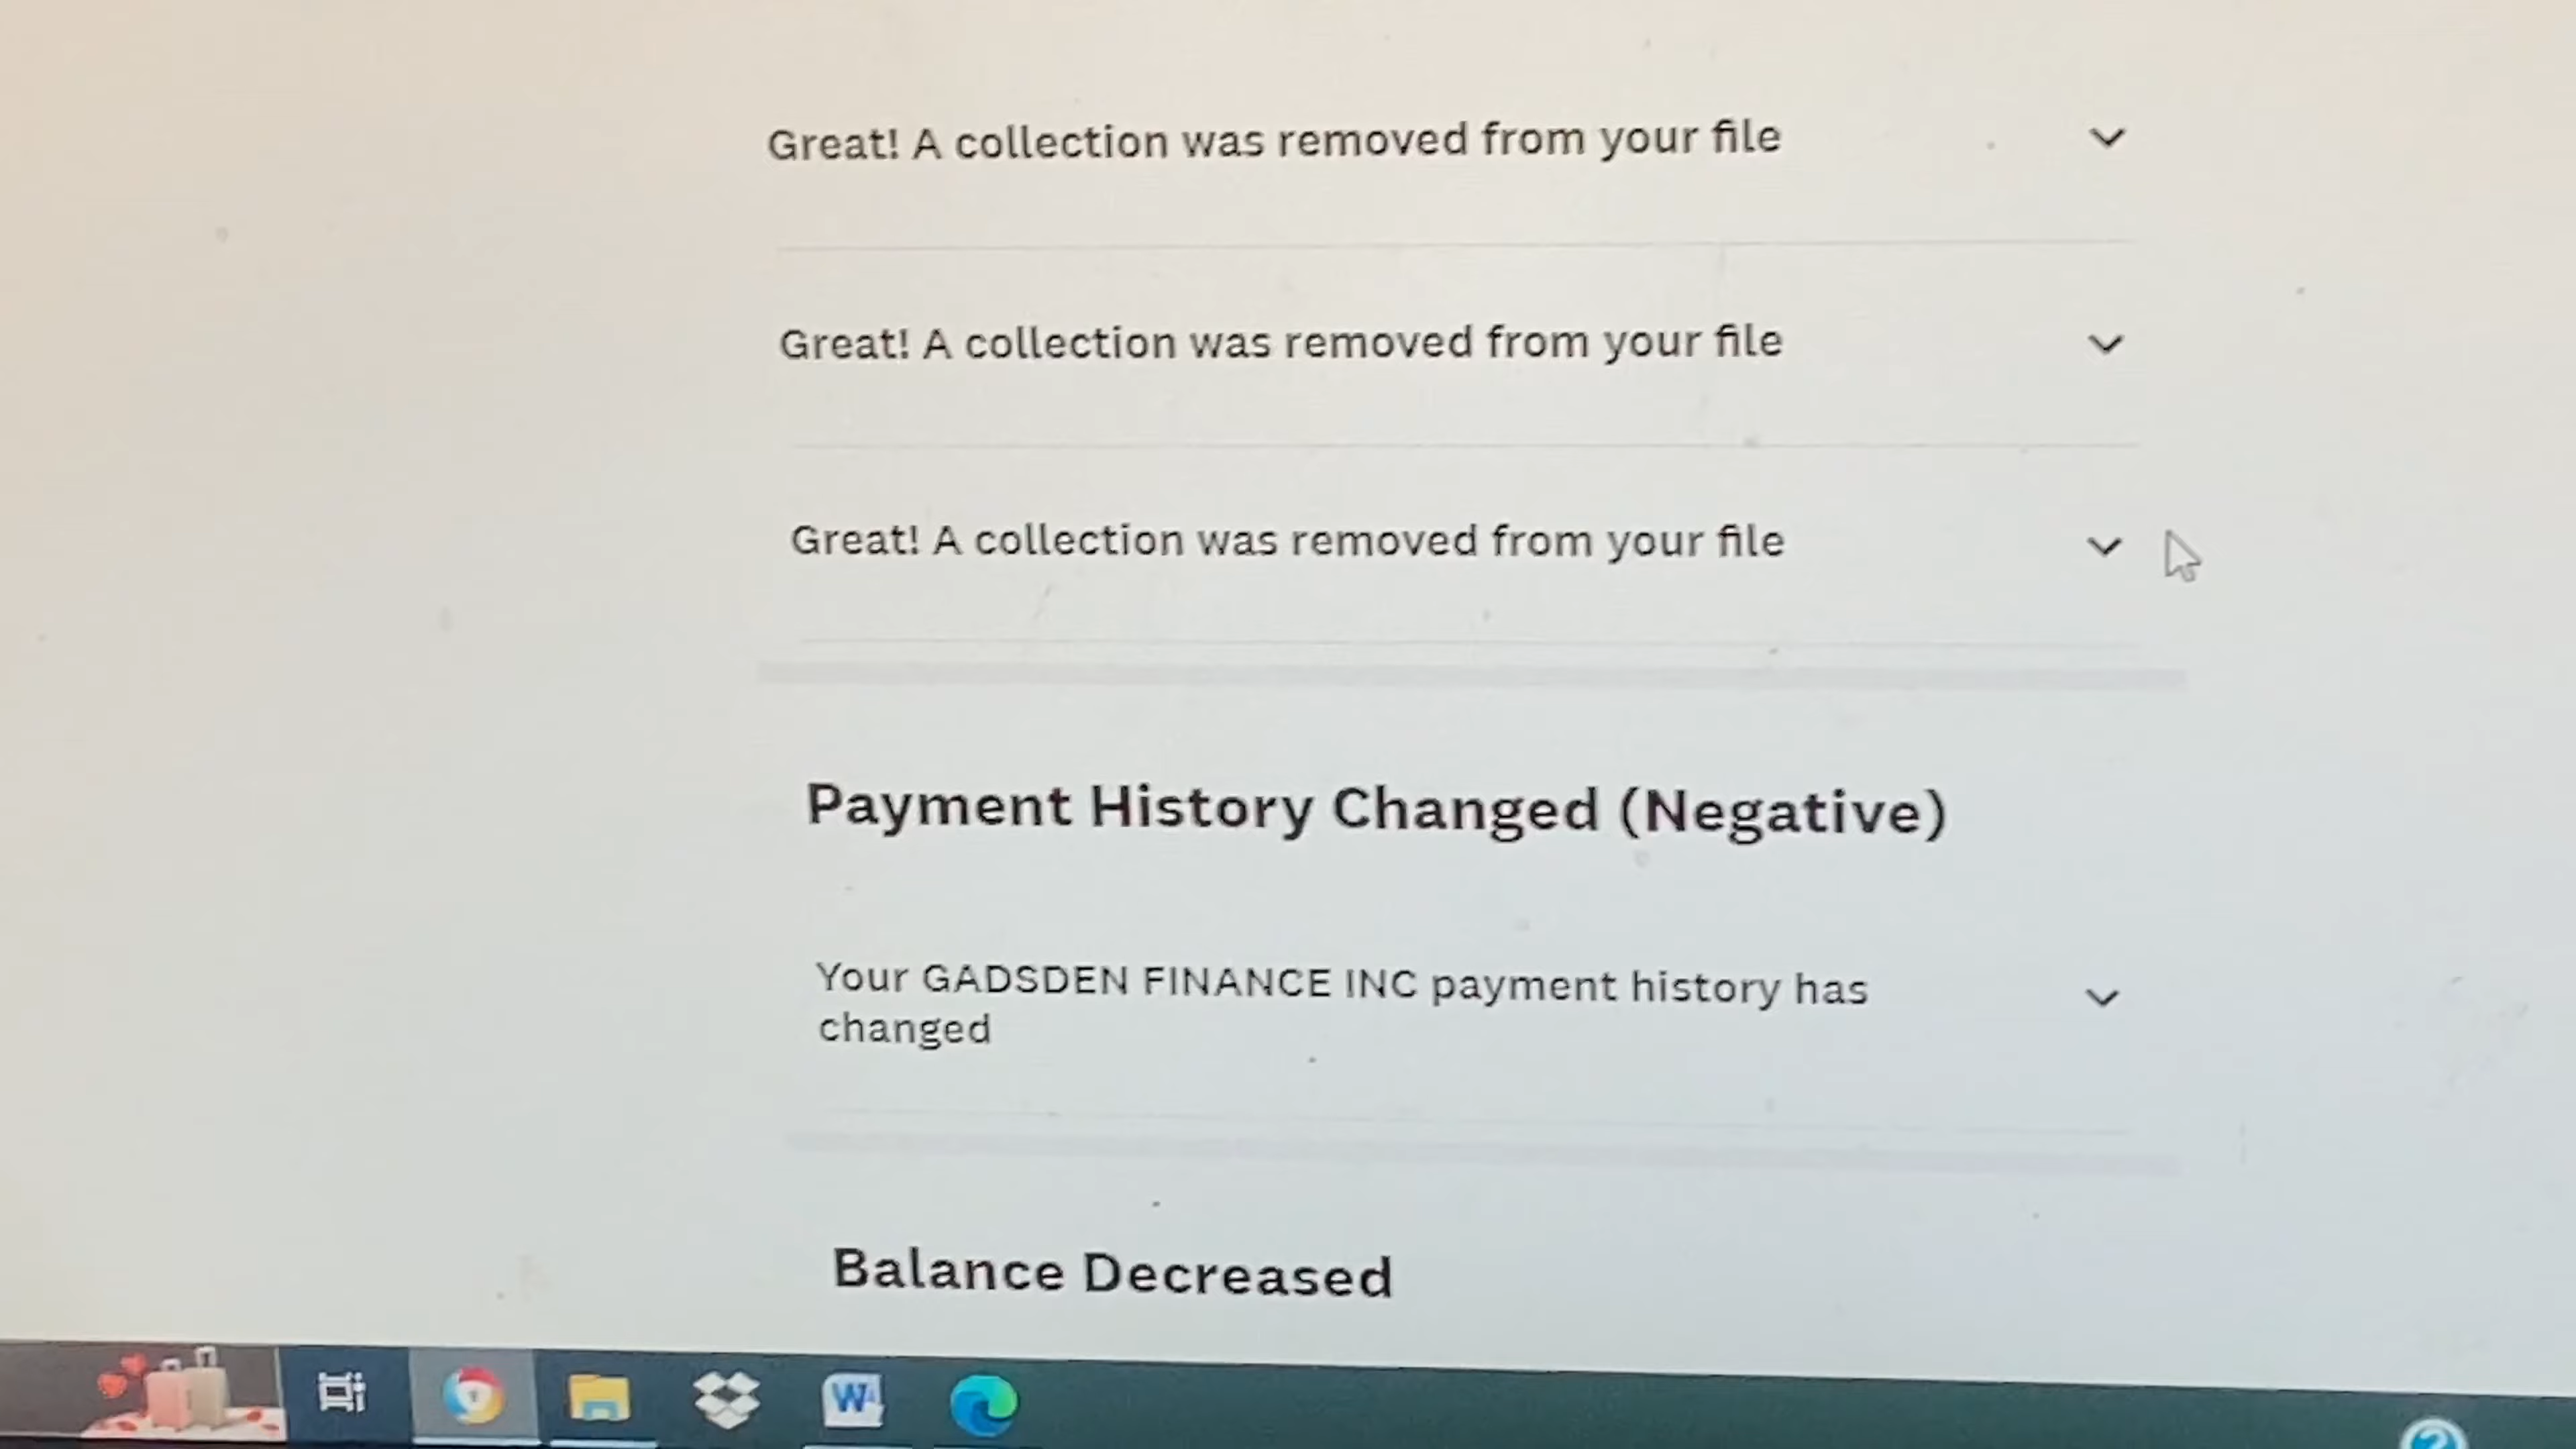 Great! A collection was removed from your file
Great! A collection was removed from your file
Great! A collection was removed from your file
Payment History Changed (Negative)
Your GADSDEN FINANCE INC payment history has
changed
Balance Decreased
W
?